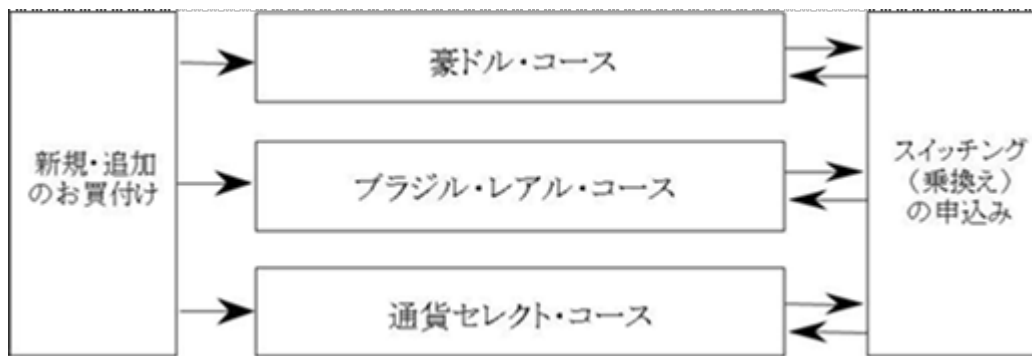 新規・追加
のお買付け
豪ドル・コース
ブラジル・レアル・コース
通貨セレクト・コース
スイッチング
(乗換え)
の申込み